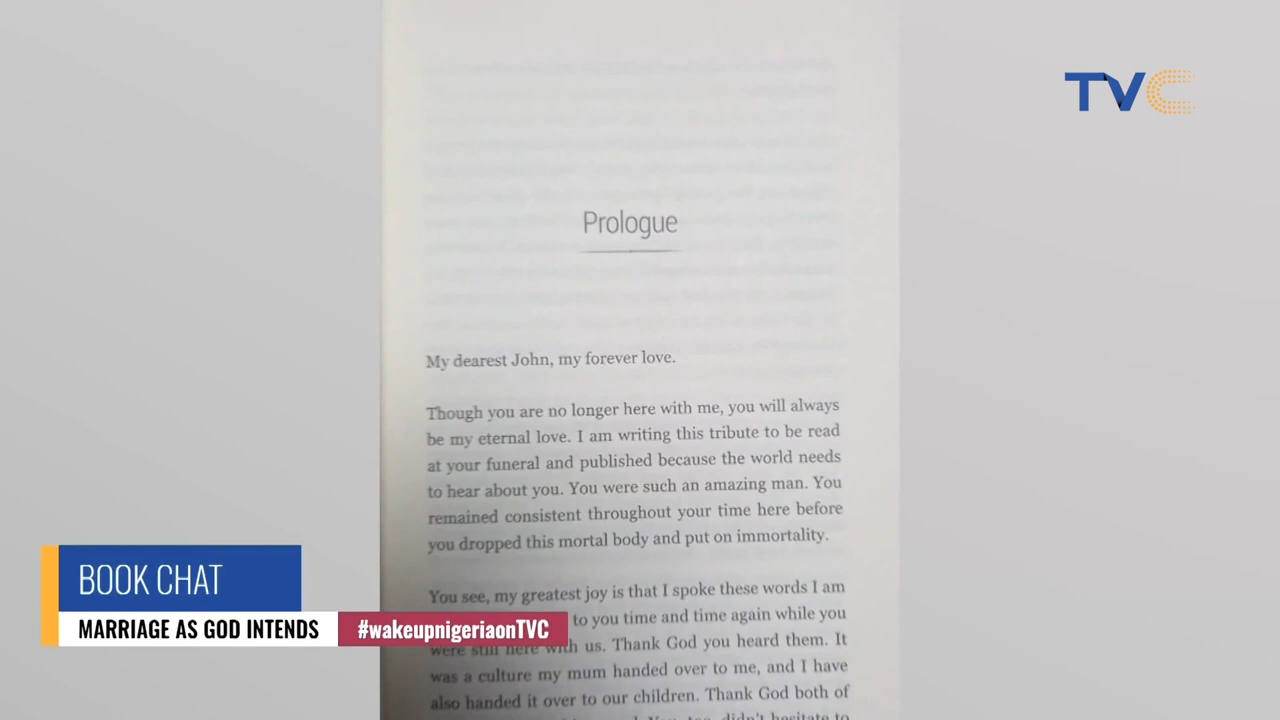 TVC
Prologue
My dearest John, my forever love.
Though you are no longer here with me, you will always
be my eternal love. I am writing this tribute to be read
at your funeral and published because the world needs
to hear about you. You were such an amazing man. You
remained consistent throughout your time here before
you dropped this mortal body and put on immortality.
You see, my greatest joy is that I spoke these words I am
to you time and time again while you
were still here with us. Thank God you heard them. It
was a culture my mum handed over to me, and I have
also handed it over to our children. Thank God both of
didn't hesitate to
BOOK CHAT
MARRIAGE AS GOD INTENDS
#wakeupnigeriaonTVC